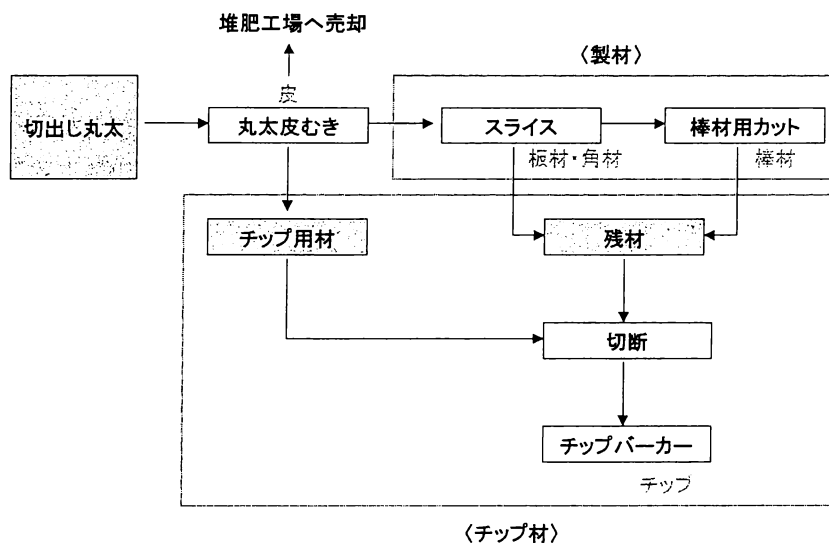 堆肥工場へ売却
〈製材〉
皮
切出し丸太
丸太皮むき
スライス
棒材用カット
板材・角材
棒材
チップ用材
残材
切断
チップバーカー
チップ
〈チップ材〉